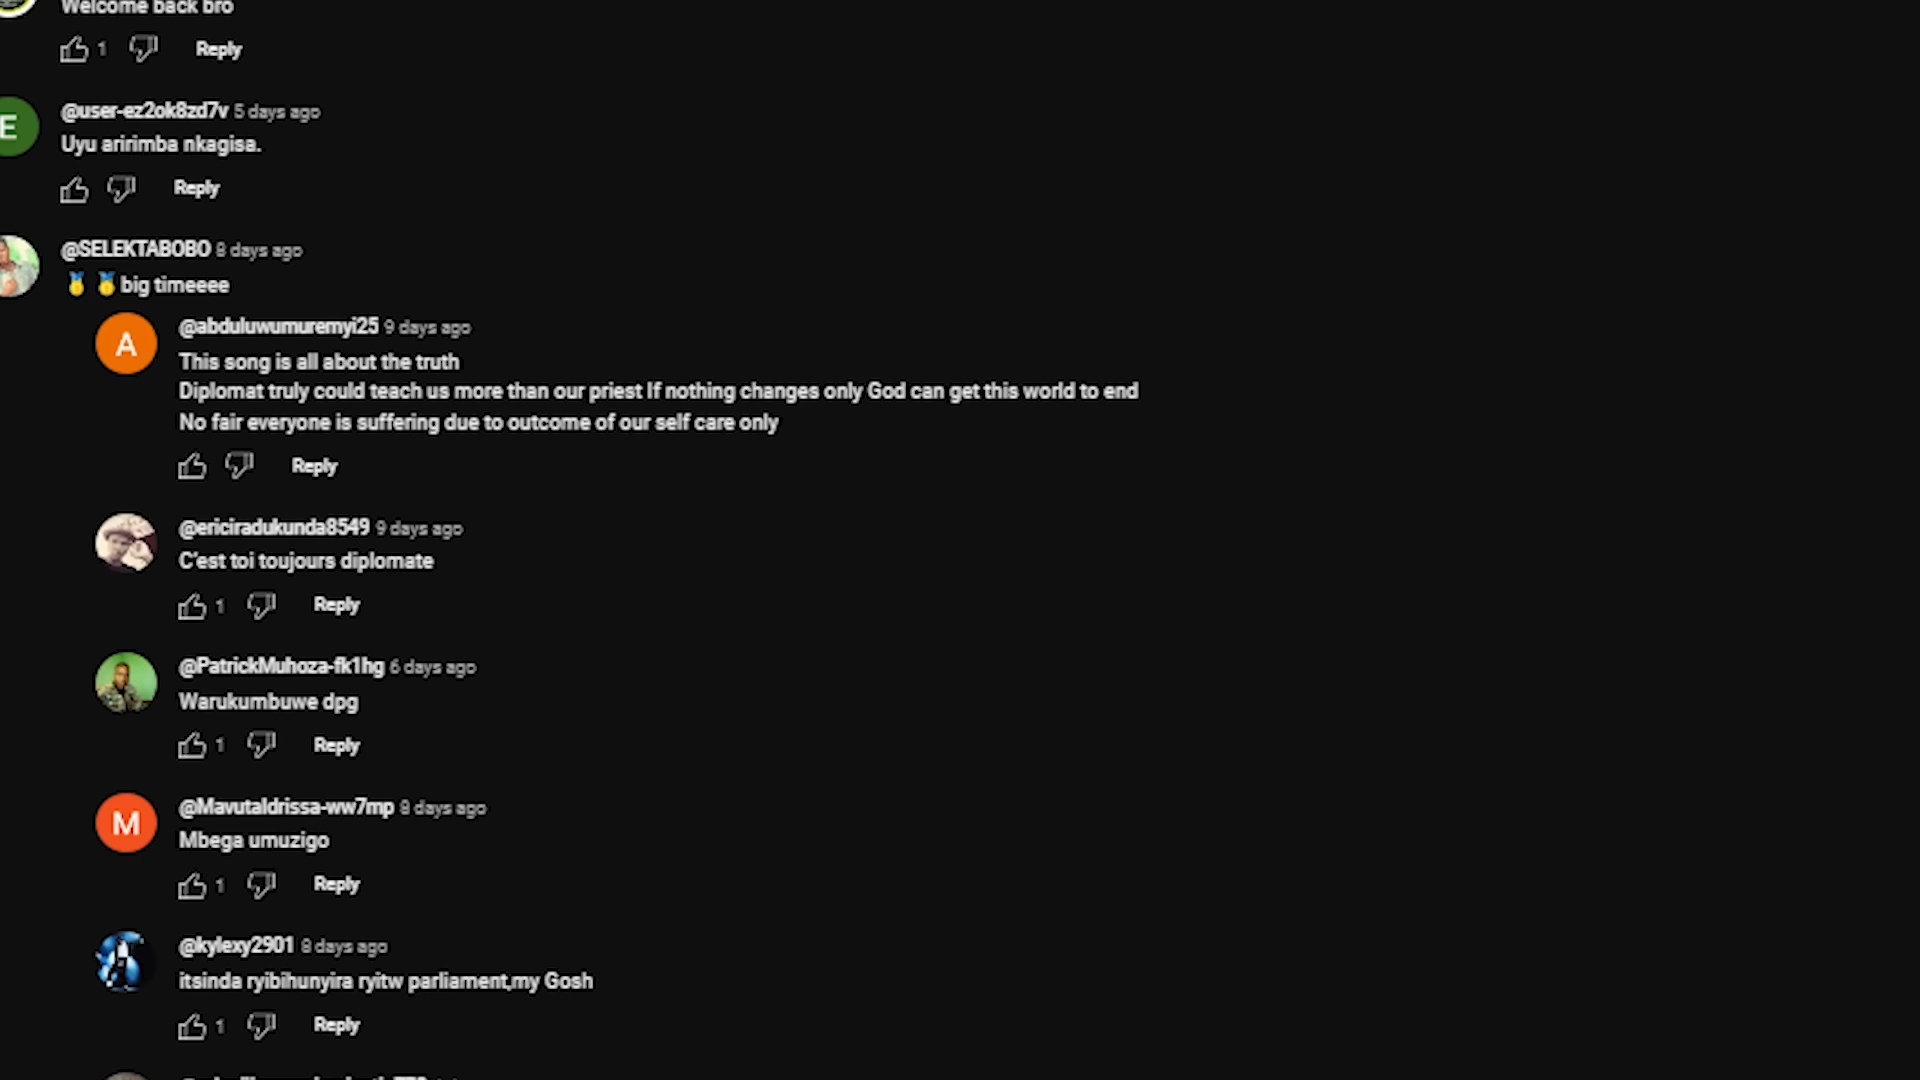 Welcome back bro
1 Reply
E
@user-ez2ok8zd7v 5 days ago
Uyu aririmba nkagisa.
Reply
@SELEKTABOBO 8 days ago
big timeeee
A
@abduluwumuremyi25 9 days ago
This song is all about the truth
Diplomat truly could teach us more than our priest If nothing changes only God can get this world to end
No fair everyone is suffering due to outcome of our self care only
Reply
@ericiradukunda8549 9 days ago
C'est toi toujours diplomate
1 Reply
@PatrickMuhoza-fk1hg 6 days ago
Warukumbuwe dpg
1 Reply
M
@MavutaIdrissa-ww7mp 8 days ago
Mbega umuzigo
1 Reply
@kylexy2901 8 days ago
itsinda ryibihunyira ryitw parliament,my Gosh
1 Reply